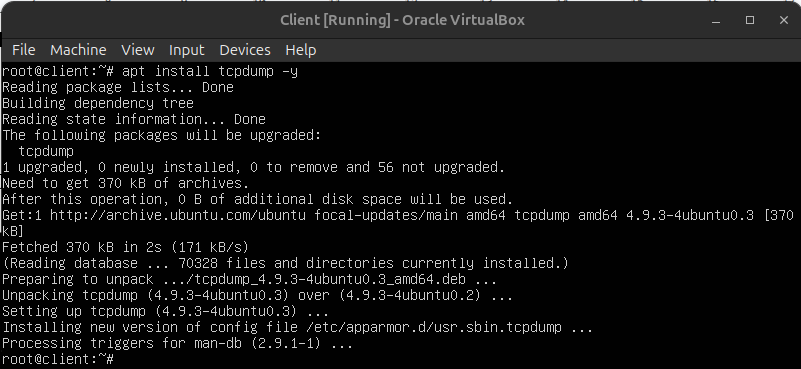 Client [Running] - Oracle VirtualBox
File Machine View Input Devices Help
root@client:~# apt install tcpdump -y
Reading package lists... Done
Building dependency tree
Reading state information... Done
The following packages will be upgraded:
  tcpdump
1 upgraded, 0 newly installed, 0 to remove and 56 not upgraded.
Need to get 370 kB of archives.
After this operation, 0 B of additional disk space will be used.
Get:1 http://archive.ubuntu.com/ubuntu focal-updates/main amd64 tcpdump amd64 4.9.3-4ubuntu0.3 [370
kB]
Fetched 370 kB in 2s (171 kB/s)
(Reading database ... 70328 files and directories currently installed.)
Preparing to unpack .../tcpdump_4.9.3-4ubuntu0.3_amd64.deb ...
Unpacking tcpdump (4.9.3-4ubuntu0.3) over (4.9.3-4ubuntu0.2) ...
Setting up tcpdump (4.9.3-4ubuntu0.3) ...
Installing new version of config file /etc/apparmor.d/usr.sbin.tcpdump ...
Processing triggers for man-db (2.9.1-1) ...
root@client:~#